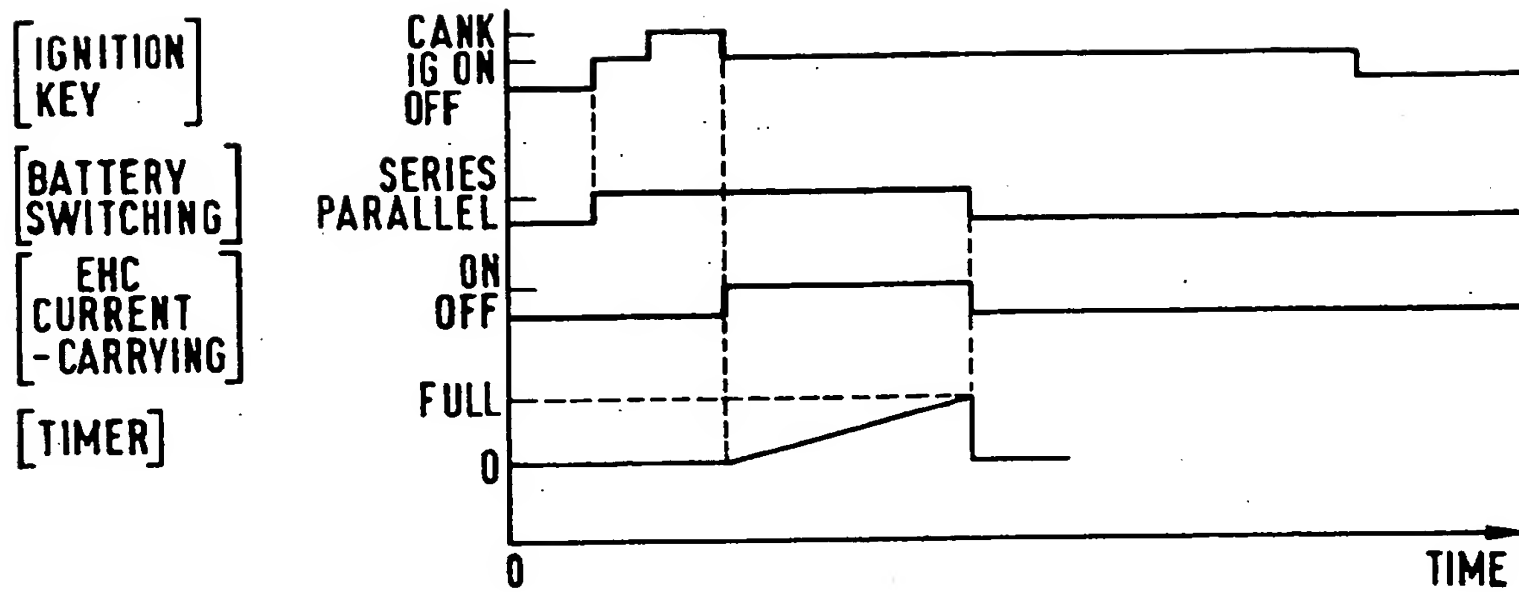 [IGNITION
KEY]
CANK
IG ON
OFF
[BATTERY
SWITCHING]
SERIES
PARALLEL
[EHC
CURRENT
-CARRYING]
ON
OFF
[TIMER]
FULL
0
0
TIME